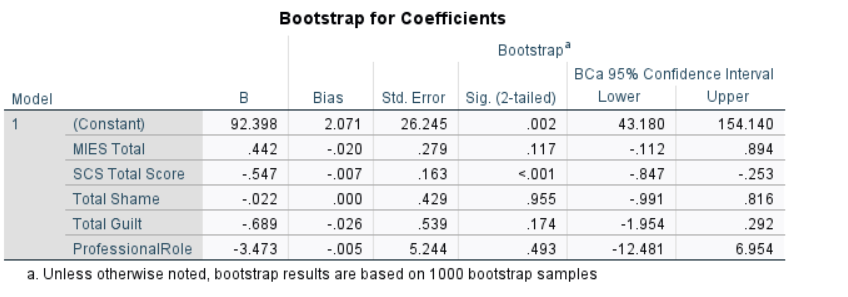 Bootstrap for Coefficients
Bootstrapa
BCa 95% Confidence Interval
Model B Bias Std. Error Sig. (2-tailed) Lower Upper
1 (Constant) 92.398 2.071 26.245 .002 43.180 154.140
MIES Total .442 -.020 .279 .117 -.112 .894
SCS Total Score -.547 -.007 .163 <.001 -.847 -.253
Total Shame -.022 .000 .429 .955 -.991 .816
Total Guilt -.689 -.026 .539 .174 -1.954 .292
ProfessionalRole -3.473 -.005 5.244 .493 -12.481 6.954
a. Unless otherwise noted, bootstrap results are based on 1000 bootstrap samples